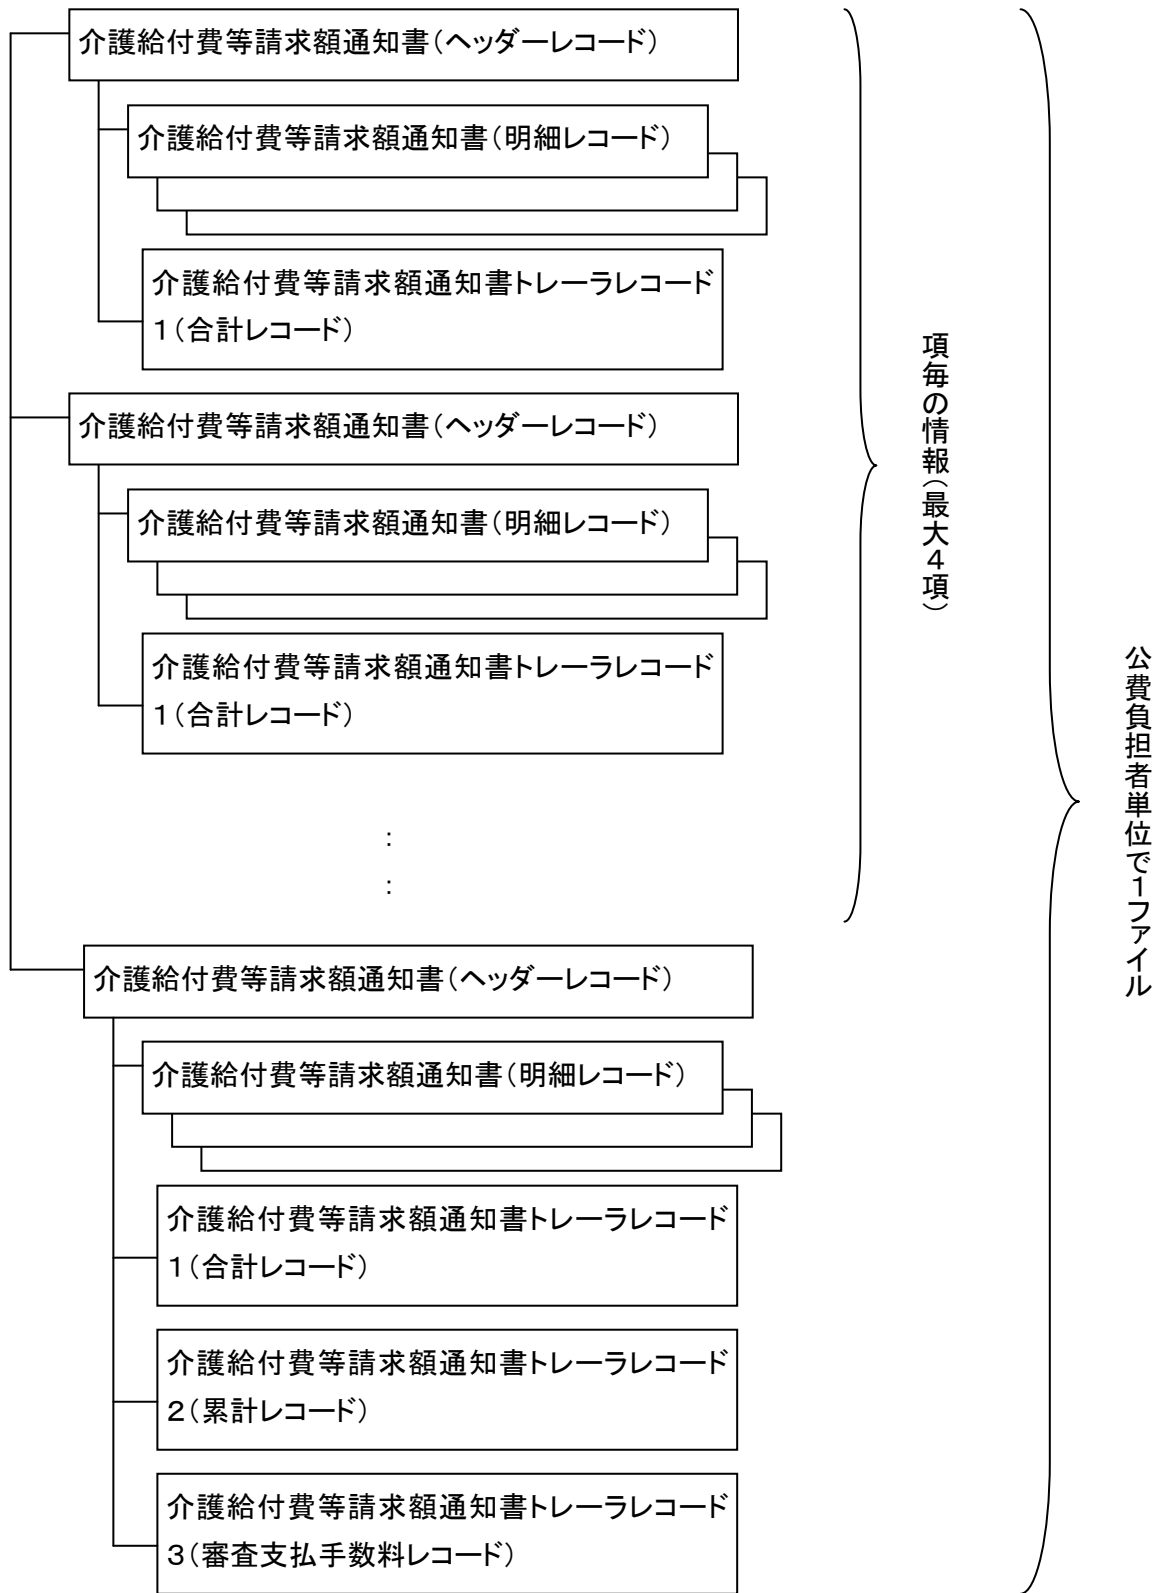 介護給付費等請求額通知書（ヘッダーレコード）
介護給付費等請求額通知書（明細レコード）
介護給付費等請求額通知書トレーラレコード
１（合計レコード）
介護給付費等請求額通知書（ヘッダーレコード）
介護給付費等請求額通知書（明細レコード）
介護給付費等請求額通知書トレーラレコード
１（合計レコード）
：
：
介護給付費等請求額通知書（ヘッダーレコード）
介護給付費等請求額通知書（明細レコード）
介護給付費等請求額通知書トレーラレコード
１（合計レコード）
介護給付費等請求額通知書トレーラレコード
２（累計レコード）
介護給付費等請求額通知書トレーラレコード
３（審査支払手数料レコード）
項毎の情報（最大４項）
公費負担者単位で１ファイル